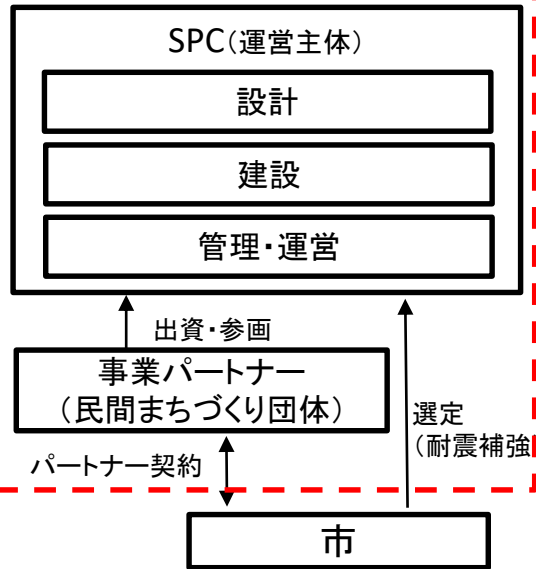 SPC（運営主体）
設計
建設
管理・運営
出資・参画
事業パートナー
（民間まちづくり団体）
選定
（耐震補強
パートナー契約
市